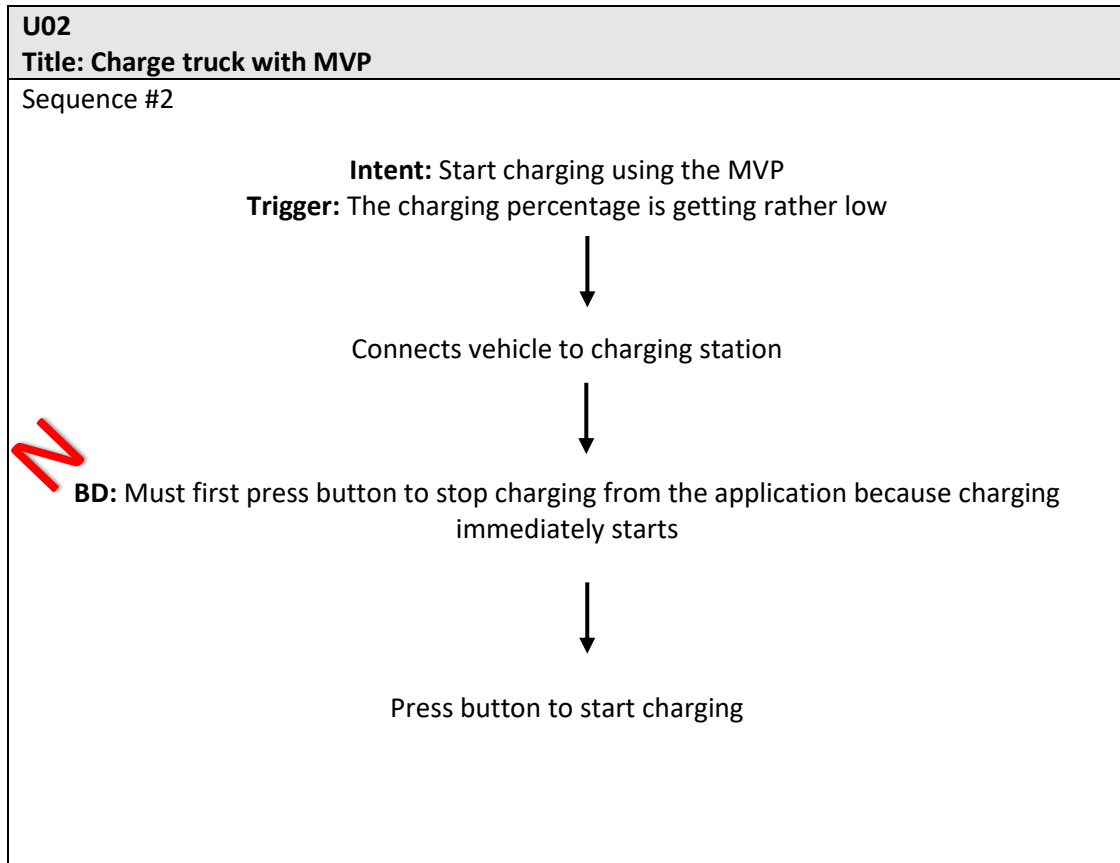 U02
Title: Charge truck with MVP
Sequence #2
Intent: Start charging using the MVP
Trigger: The charging percentage is getting rather low
Connects vehicle to charging station
N
BD: Must first press button to stop charging from the application because charging
immediately starts
Press button to start charging